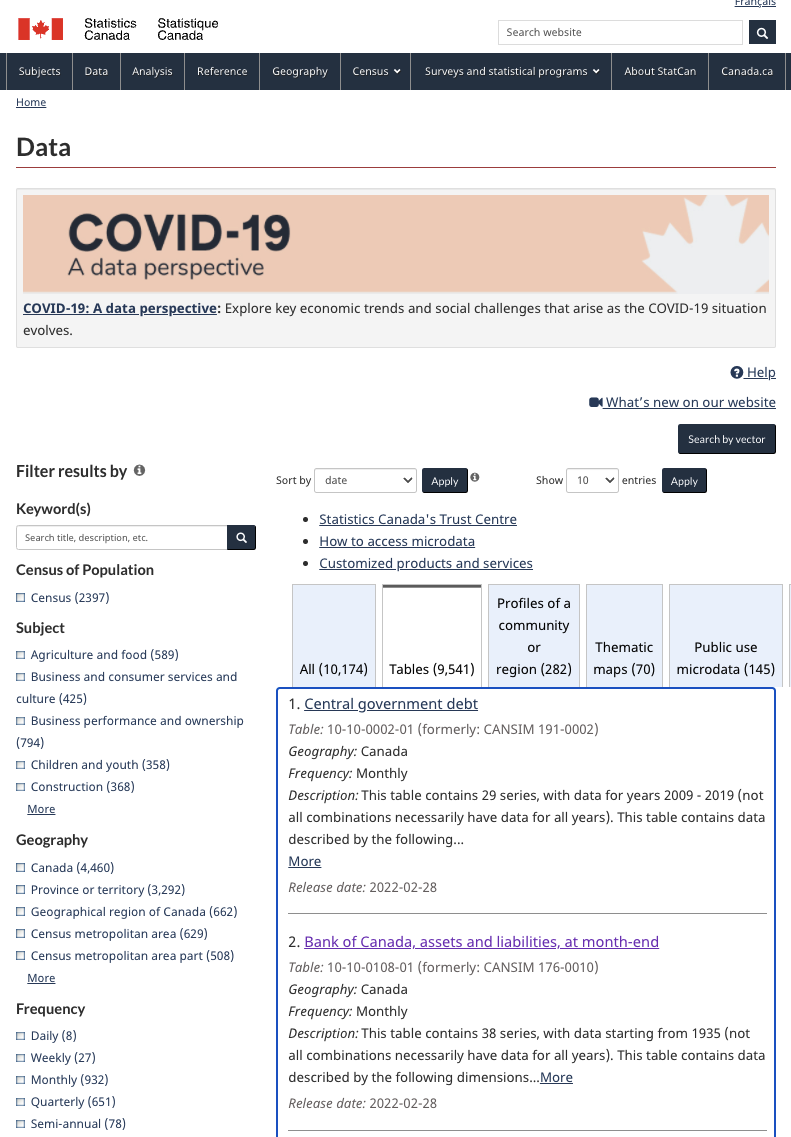 Français
Statistics Canada
Statistique Canada
Search website
Subjects
Data
Analysis
Reference
Geography
Census
Surveys and statistical programs
About StatCan
Canada.ca
Home
Data
COVID-19
A data perspective
COVID-19: A data perspective: Explore key economic trends and social challenges that arise as the COVID-19 situation
evolves.
Help
What's new on our website
Search by vector
Filter results by
Keyword(s)
Search title, description, etc.
Census of Population
Census (2397)
Subject
Agriculture and food (589)
Business and consumer services and
culture (425)
Business performance and ownership
(794)
Children and youth (358)
Construction (368)
More
Geography
Canada (4,460)
Province or territory (3,292)
Geographical region of Canada (662)
Census metropolitan area (629)
Census metropolitan area part (508)
More
Frequency
Daily (8)
Weekly (27)
Monthly (932)
Quarterly (651)
Semi-annual (78)
Sort by date Apply
Show 10 entries Apply
Statistics Canada's Trust Centre
How to access microdata
Customized products and services
All (10,174)
Tables (9,541)
Profiles of a
community
or
region (282)
Thematic
maps (70)
Public use
microdata (145)
1. Central government debt
Table: 10-10-0002-01 (formerly: CANSIM 191-0002)
Geography: Canada
Frequency: Monthly
Description: This table contains 29 series, with data for years 2009 - 2019 (not
all combinations necessarily have data for all years). This table contains data
described by the following...
More
Release date: 2022-02-28
2. Bank of Canada, assets and liabilities, at month-end
Table: 10-10-0108-01 (formerly: CANSIM 176-0010)
Geography: Canada
Frequency: Monthly
Description: This table contains 38 series, with data starting from 1935 (not
all combinations necessarily have data for all years). This table contains data
described by the following dimensions...More
Release date: 2022-02-28